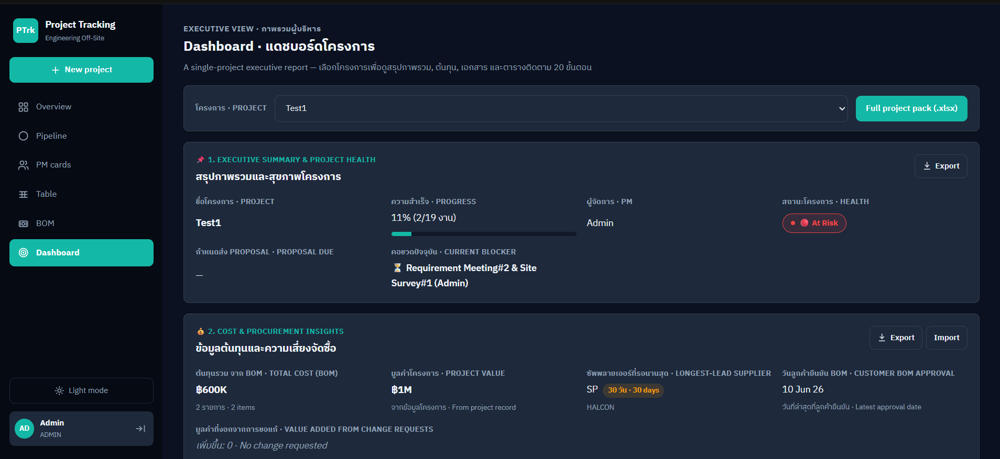 PTrk
Project Tracking
Engineering Off-Site
New project
Overview
Pipeline
PM cards
Table
BOM
Dashboard
Light mode
AD
Admin
ADMIN
EXECUTIVE VIEW · ภาพรวมผู้บริหาร
Dashboard · แดชบอร์ดโครงการ
A single-project executive report — เลือกโครงการเพื่อดูสรุปภาพรวม, ต้นทุน, เอกสาร และตารางติดตาม 20 ขั้นตอน
โครงการ · PROJECT
Test1
Full project pack (.xlsx)
1. EXECUTIVE SUMMARY & PROJECT HEALTH
สรุปภาพรวมและสุขภาพโครงการ
Export
ชื่อโครงการ · PROJECT
Test1
ความสำเร็จ · PROGRESS
11% (2/19 งาน)
ผู้จัดการ · PM
Admin
สถานะโครงการ · HEALTH
At Risk
กำหนดส่ง PROPOSAL · PROPOSAL DUE
—
คอขวดปัจจุบัน · CURRENT BLOCKER
Requirement Meeting#2 & Site
Survey#1 (Admin)
2. COST & PROCUREMENT INSIGHTS
ข้อมูลต้นทุนและความเสี่ยงจัดซื้อ
Export
Import
ต้นทุนรวม จาก BOM · TOTAL COST (BOM)
฿600K
2 รายการ · 2 items
มูลค่าโครงการ · PROJECT VALUE
฿1M
จากข้อมูลโครงการ · From project record
ซัพพลายเออร์ที่รอนานสุด · LONGEST-LEAD SUPPLIER
SP 30 วัน · 30 days
HALCON
วันลูกค้ายืนยัน BOM · CUSTOMER BOM APPROVAL
10 Jun 26
วันที่ล่าสุดที่ลูกค้ายืนยัน · Latest approval date
มูลค่าที่งอกจากการขอแก้ · VALUE ADDED FROM CHANGE REQUESTS
เพิ่มขึ้น: 0 · No change requested